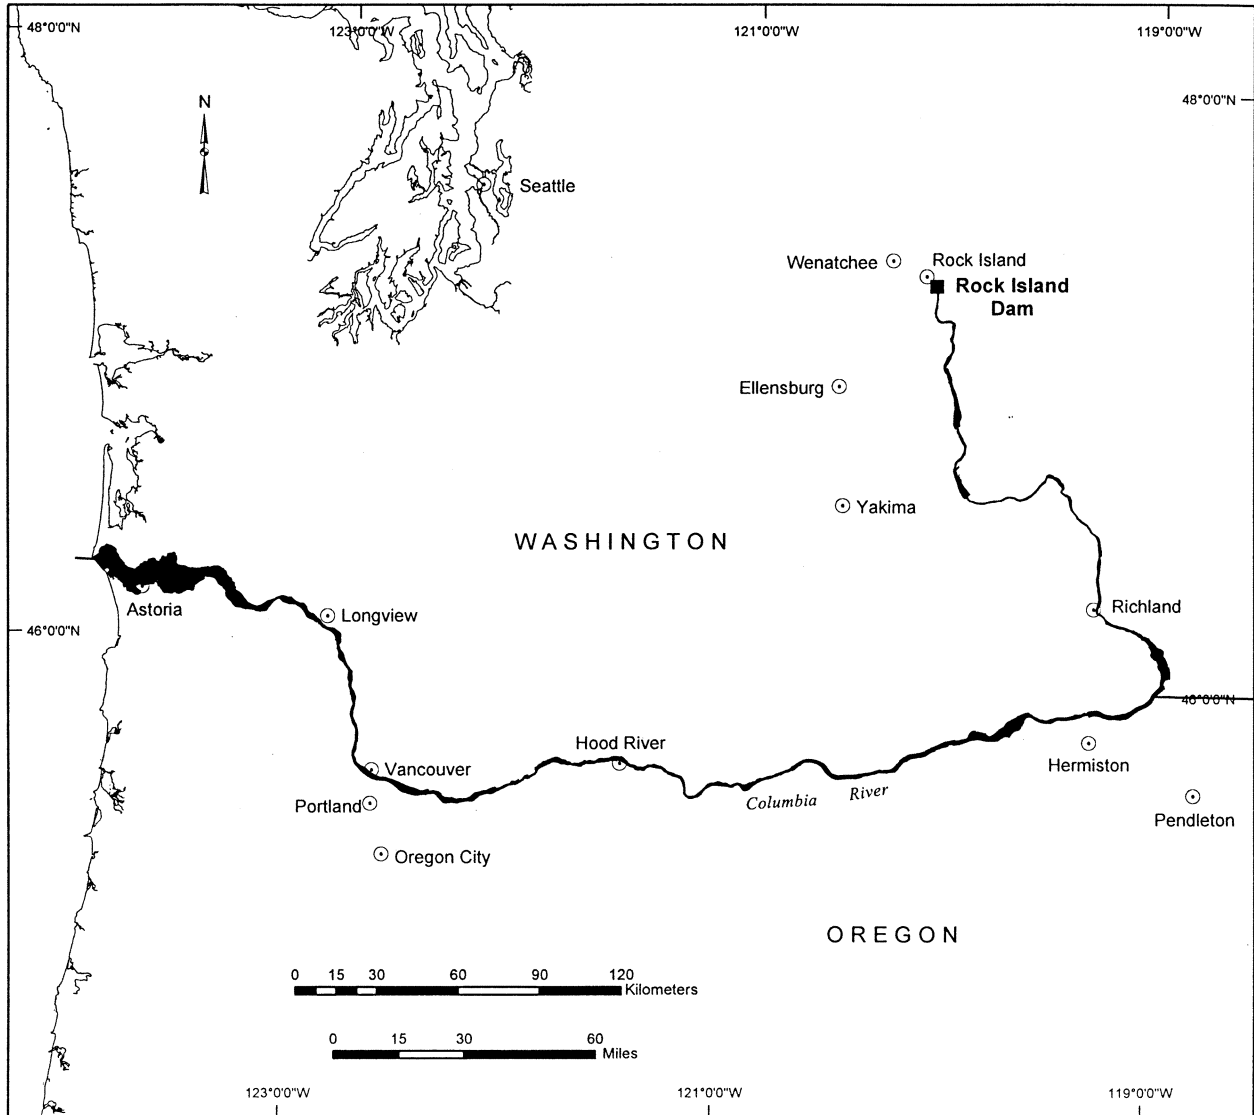 48°0'0"N
123°0'0"W
121°0'0"W
119°0'0"W
48°0'0"N
N
Seattle
Wenatchee
Rock Island
Rock Island
Dam
Ellensburg
Yakima
WASHINGTON
Astoria
Longview
Richland
46°0'0"N
46°0'0"N
Hood River
Vancouver
Hermiston
Portland
Columbia River
Pendleton
Oregon City
OREGON
0 15 30 60 90 120
Kilometers
0 15 30 60
Miles
123°0'0"W
121°0'0"W
119°0'0"W